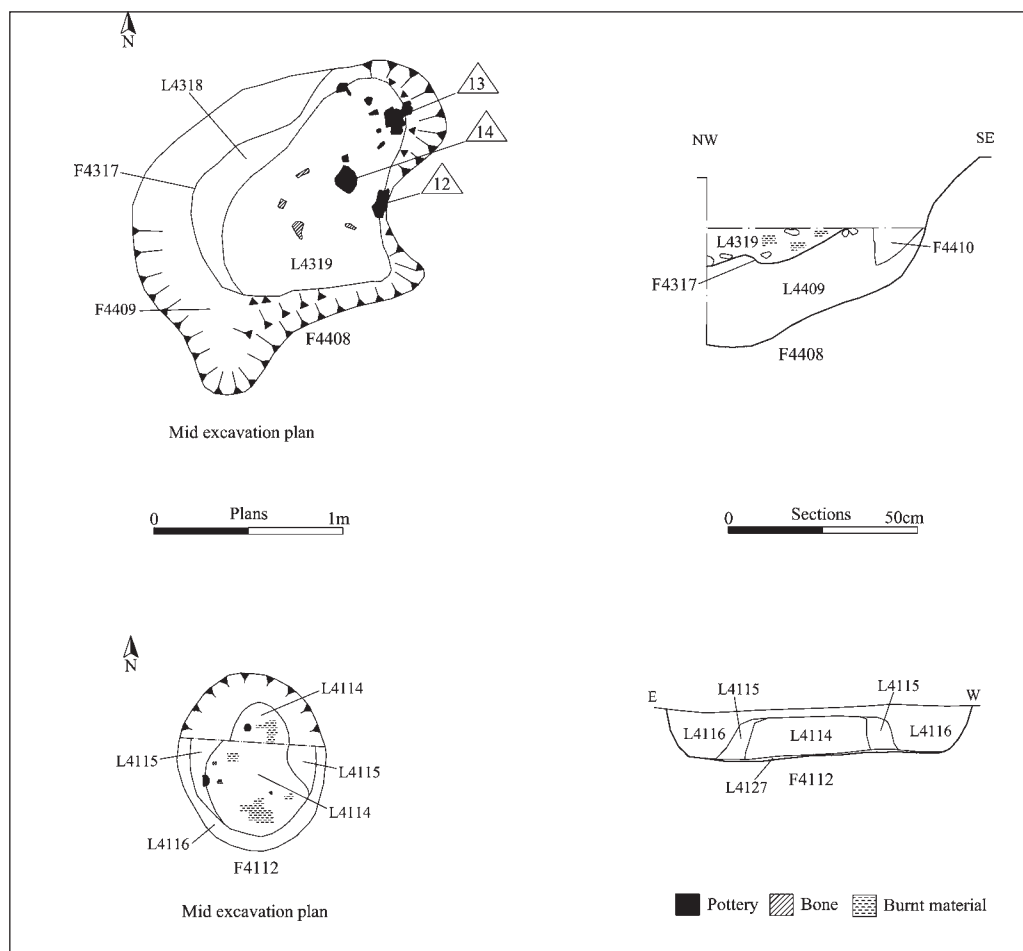 N
L4318
13
14
F4317
12
L4319
F4409
F4408
Mid excavation plan
NW
SE
L4319
F4410
F4317
L4409
F4408
0 Plans 1m
0 Sections 50cm
N
L4114
L4115
L4115
L4114
L4116
F4112
Mid excavation plan
E
L4115
L4115
W
L4116
L4114
L4116
L4127
F4112
Pottery
Bone
Burnt material